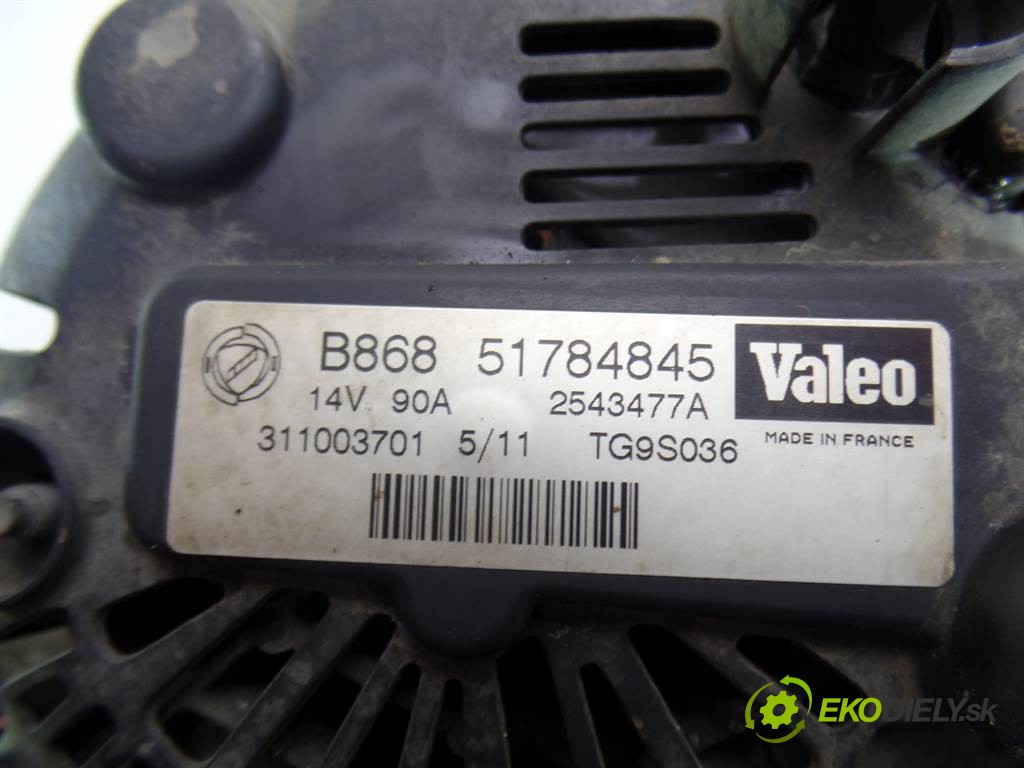 B868 51784845
14V 90A 2543477A
311003701 5/11 TG9S036
Valeo
MADE IN FRANCE
EKODIELY.sk